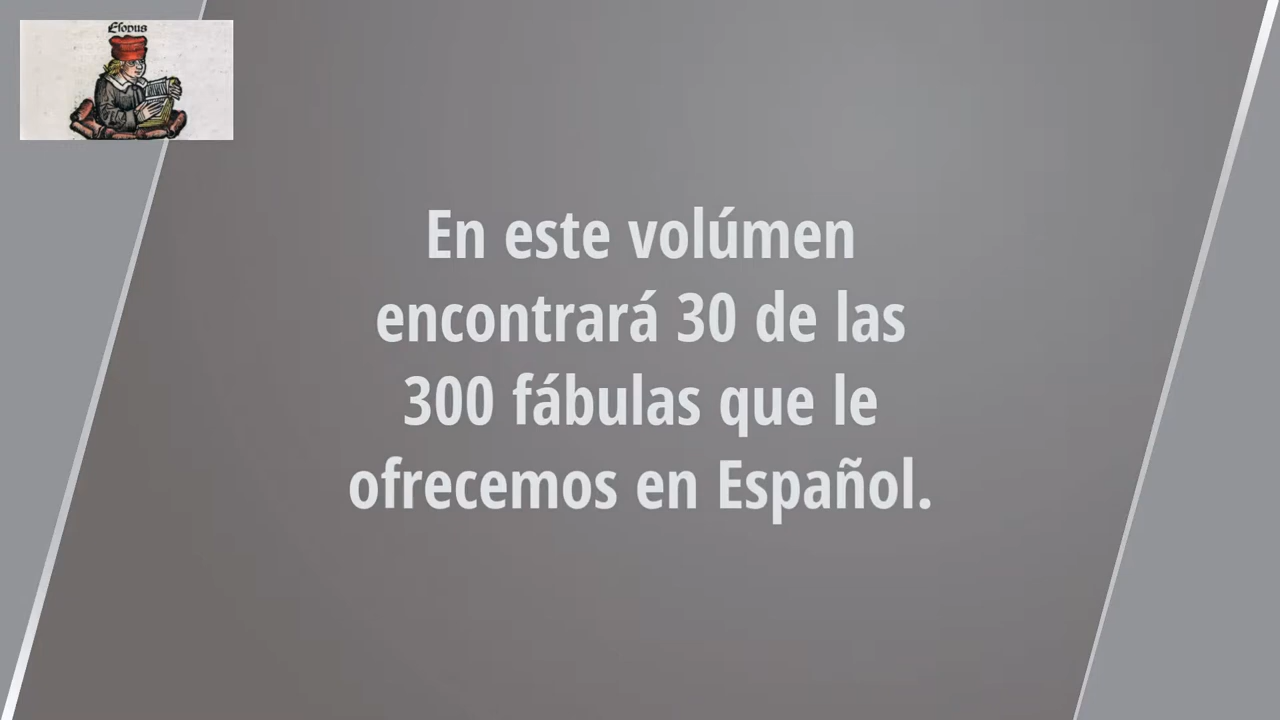 Esopus
En este volúmen
encontrará 30 de las
300 fábulas que le
ofrecemos en Español.